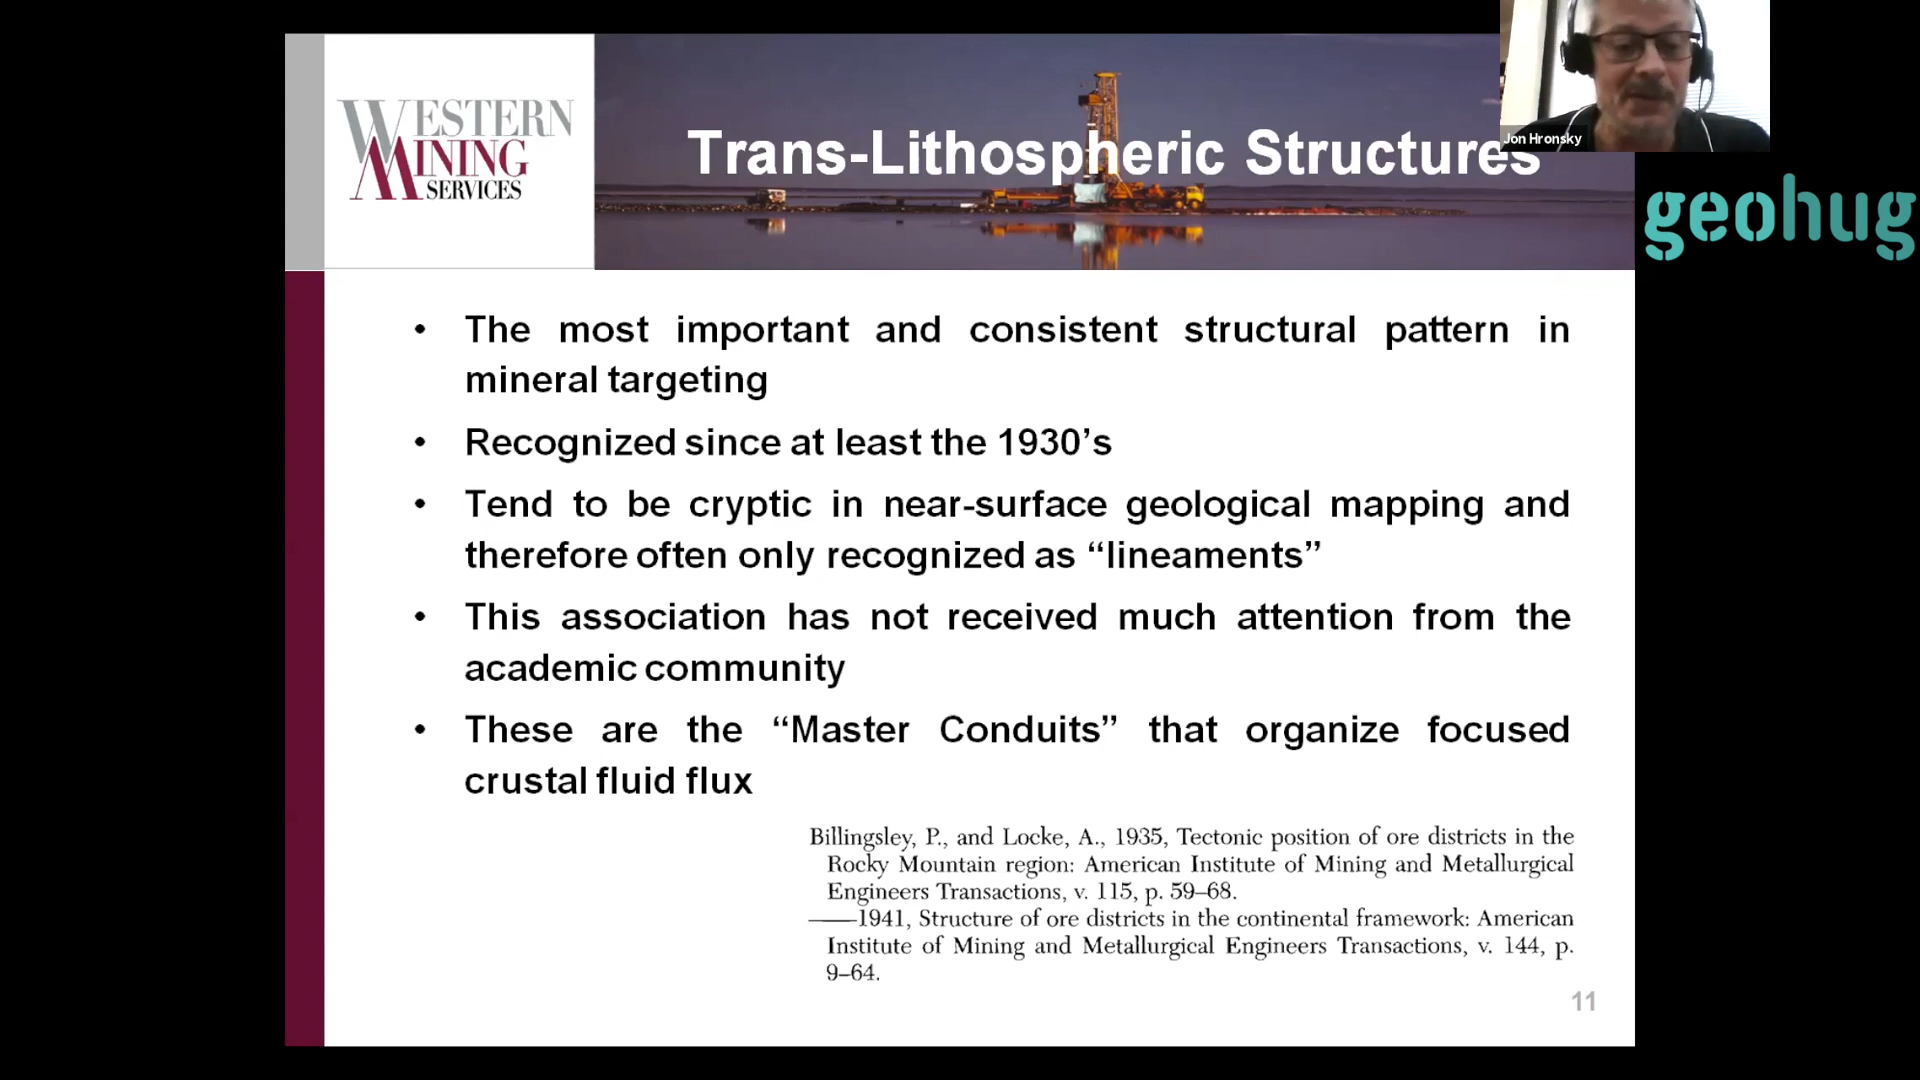 WESTERN
MINING
SERVICES
Trans-Lithospheric Structures
Jon Hronsky
geohug
• The most important and consistent structural pattern in
mineral targeting
• Recognized since at least the 1930’s
• Tend to be cryptic in near-surface geological mapping and
therefore often only recognized as “lineaments”
• This association has not received much attention from the
academic community
• These are the “Master Conduits” that organize focused
crustal fluid flux
Billingsley, P., and Locke, A., 1935, Tectonic position of ore districts in the
Rocky Mountain region: American Institute of Mining and Metallurgical
Engineers Transactions, v. 115, p. 59–68.
——1941, Structure of ore districts in the continental framework: American
Institute of Mining and Metallurgical Engineers Transactions, v. 144, p.
9–64.
11